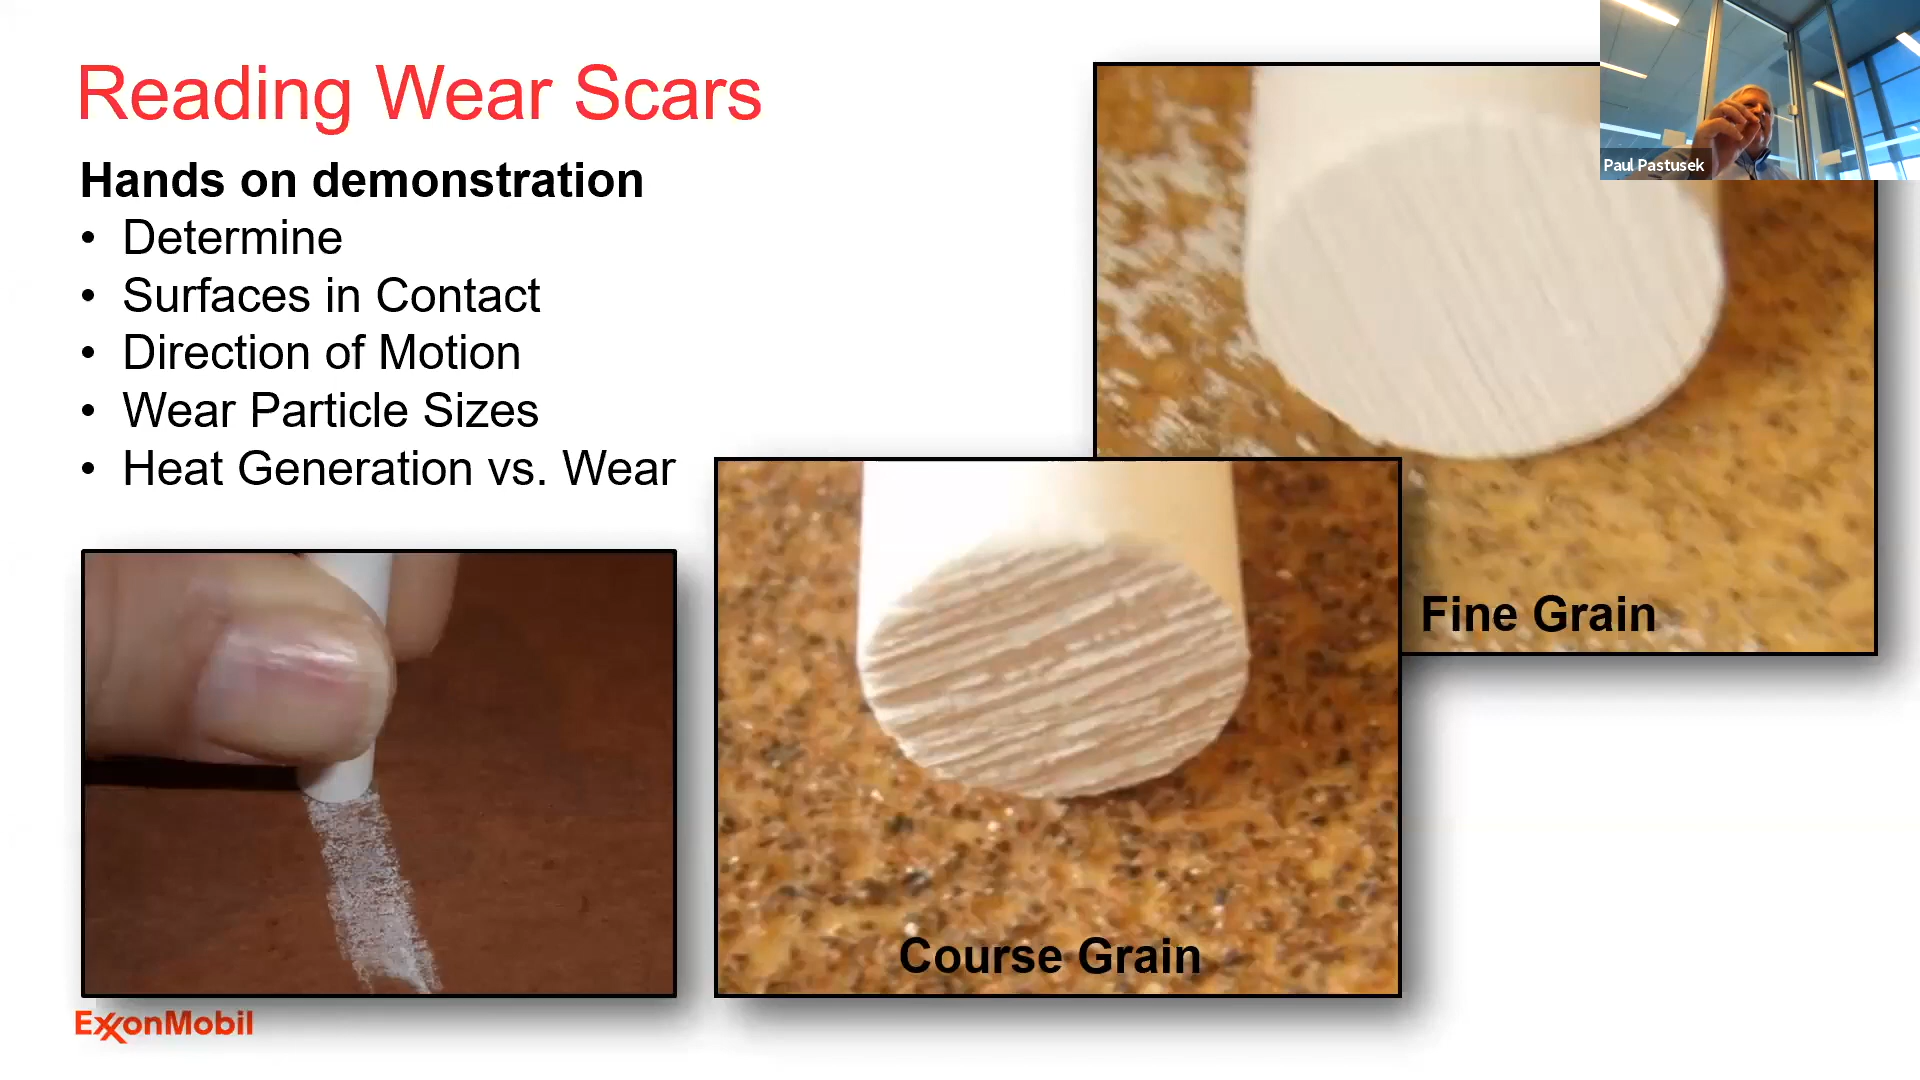 Reading Wear Scars
Hands on demonstration
• Determine
• Surfaces in Contact
• Direction of Motion
• Wear Particle Sizes
• Heat Generation vs. Wear
Paul Pastusek
Fine Grain
Course Grain
ExxonMobil